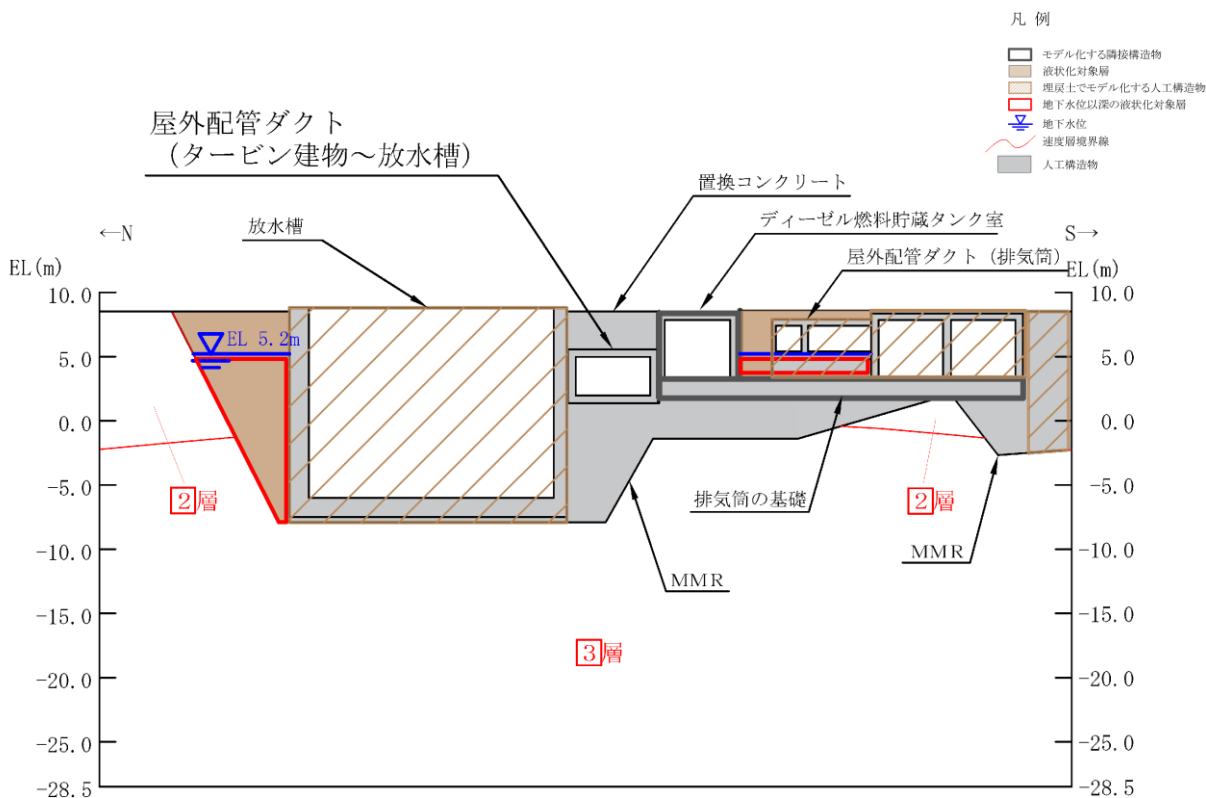 凡 例
モデル化する隣接構造物
液状化対象層
埋戻土でモデル化する人工構造物
地下水位以深の液状化対象層
地下水位
速度層境界線
人工構造物
屋外配管ダクト
（タービン建物～放水槽）
置換コンクリート
ディーゼル燃料貯蔵タンク室
放水槽
屋外配管ダクト（排気筒）
←N
S→
EL(m)
EL(m)
10.0
10.0
EL 5.2m
5.0
5.0
0.0
0.0
-5.0
-5.0
2層
排気筒の基礎
2層
-10.0
-10.0
MMR
MMR
-15.0
-15.0
3層
-20.0
-20.0
-25.0
-25.0
-28.5
-28.5